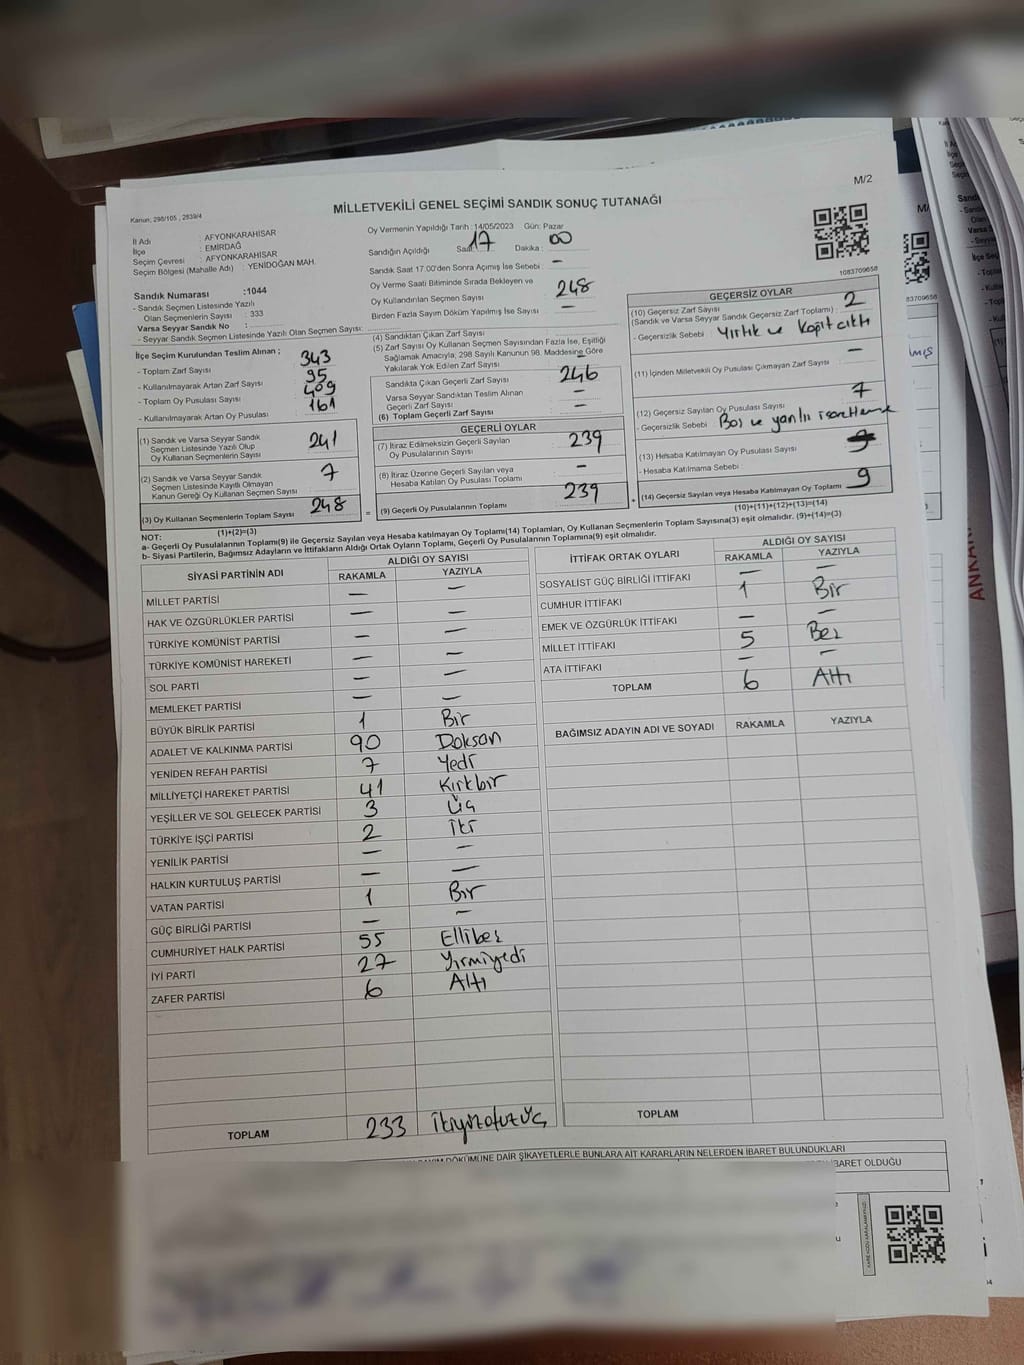 M/2
Kanun: 298/105 , 2839/4
MİLLETVEKİLİ GENEL SEÇİMİ SANDIK SONUÇ TUTANAĞI
İl Adı : AFYONKARAHİSAR
İlçe : EMİRDAĞ
Seçim Çevresi : AFYONKARAHİSAR
Seçim Bölgesi (Mahalle Adı) : YENİDOĞAN MAH.
Oy Vermenin Yapıldığı Tarih : 14/05/2023 Gün: Pazar
Sandığın Açıldığı Saat: 17 Dakika : 00
Sandık Saat 17.00'den Sonra Açımış İse Sebebi : —
Oy Verme Saati Bitiminde Sırada Bekleyen ve
Oy Kullandırılan Seçmen Sayısı : 248
Birden Fazla Sayım Döküm Yapılmış İse Sayısı : —
1083709658
Sandık Numarası :1044
- Sandık Seçmen Listesinde Yazılı
Olan Seçmenlerin Sayısı : 333
Varsa Seyyar Sandık No :
- Seyyar Sandık Seçmen Listesinde Yazılı Olan Seçmen Sayısı:
İlçe Seçim Kurulundan Teslim Alınan ;
- Toplam Zarf Sayısı 343
- Kullanılmayarak Artan Zarf Sayısı 95
- Toplam Oy Pusulası Sayısı 409
- Kullanılmayarak Artan Oy Pusulası 161
(1) Sandık ve Varsa Seyyar Sandık
Seçmen Listesinde Yazılı Olup
Oy Kullanan Seçmenlerin Sayısı 241
(2) Sandık ve Varsa Seyyar Sandık
Seçmen Listesinde Kayıtlı Olmayan
Kanun Gereği Oy Kullanan Seçmen Sayısı 7
(3) Oy Kullanan Seçmenlerin Toplam Sayısı 248
(1)+(2)=(3)
(4) Sandıktan Çıkan Zarf Sayısı :
(5) Zarf Sayısı Oy Kullanan Seçmen Sayısından Fazla İse, Eşitliği
Sağlamak Amacıyla, 298 Sayılı Kanunun 98. Maddesine Göre
Yakılarak Yok Edilen Zarf Sayısı : —
Sandıkta Çıkan Geçerli Zarf Sayısı : 246
Varsa Seyyar Sandıktan Teslim Alınan
Geçerli Zarf Sayısı : —
(6) Toplam Geçerli Zarf Sayısı : —
GEÇERLİ OYLAR
(7) İtiraz Edilmeksizin Geçerli Sayılan
Oy Pusulalarının Sayısı 239
(8) İtiraz Üzerine Geçerli Sayılan veya
Hesaba Katılan Oy Pusulası Toplamı —
(9) Geçerli Oy Pusulalarının Toplamı 239
GEÇERSİZ OYLAR
(10) Geçersiz Zarf Sayısı : 2
(Sandık ve Varsa Seyyar Sandık Geçersiz Zarf Toplamı)
- Geçersizlik Sebebi : Yırtık ve Kağıt cıktı
(11) İçinden Milletvekili Oy Pusulası Çıkmayan Zarf Sayısı : —
(12) Geçersiz Sayılan Oy Pusulası Sayısı 7
- Geçersizlik Sebebi : Boş ve yanlı isaretleme
(13) Hesaba Katılmayan Oy Pusulası Sayısı
- Hesaba Katılmama Sebebi
(14) Geçersiz Sayılan veya Hesaba Katılmayan Oy Toplamı 9
(10)+(11)+(12)+(13)=(14)
NOT:
a- Geçerli Oy Pusulalarının Toplamı(9) ile Geçersiz Sayılan veya Hesaba katılmayan Oy Toplamı(14) Toplamları, Oy Kullanan Seçmenlerin Toplam Sayısına(3) eşit olmalıdır. (9)+(14)=(3)
b- Siyasi Partilerin, Bağımsız Adayların ve İttifakların Aldığı Ortak Oyların Toplamı, Geçerli Oy Pusulalarının Toplamına(9) eşit olmalıdır.
SİYASİ PARTİNİN ADI ALDIĞI OY SAYISI
RAKAMLA YAZIYLA
MİLLET PARTİSİ — —
HAK VE ÖZGÜRLÜKLER PARTİSİ — —
TÜRKİYE KOMÜNİST PARTİSİ — —
TÜRKİYE KOMÜNİST HAREKETİ — —
SOL PARTİ — —
MEMLEKET PARTİSİ — —
BÜYÜK BİRLİK PARTİSİ 1 Bir
ADALET VE KALKINMA PARTİSİ 90 Doksan
YENİDEN REFAH PARTİSİ 7 Yedi
MİLLİYETÇİ HAREKET PARTİSİ 41 Kırkbir
YEŞİLLER VE SOL GELECEK PARTİSİ 3 Üç
TÜRKİYE İŞÇİ PARTİSİ 2 İki
YENİLİK PARTİSİ — —
HALKIN KURTULUŞ PARTİSİ — —
VATAN PARTİSİ 1 Bir
GÜÇ BİRLİĞİ PARTİSİ — —
CUMHURİYET HALK PARTİSİ 55 Ellibeş
İYİ PARTİ 27 Yirmiyedi
ZAFER PARTİSİ 6 Altı
TOPLAM 233 İkiyüzotuzüç
İTTİFAK ORTAK OYLARI ALDIĞI OY SAYISI
RAKAMLA YAZIYLA
SOSYALİST GÜÇ BİRLİĞİ İTTİFAKI — —
CUMHUR İTTİFAKI 1 Bir
EMEK VE ÖZGÜRLÜK İTTİFAKI — —
MİLLET İTTİFAKI 5 Beş
ATA İTTİFAKI — —
TOPLAM 6 Altı
BAĞIMSIZ ADAYIN ADI VE SOYADI RAKAMLA YAZIYLA
TOPLAM
DÖKÜMÜNE DAİR ŞİKAYETLERLE BUNLARA AİT KARARLARIN NELERDEN İBARET BULUNDUKLARI
İBARET OLDUĞU
ANKARA